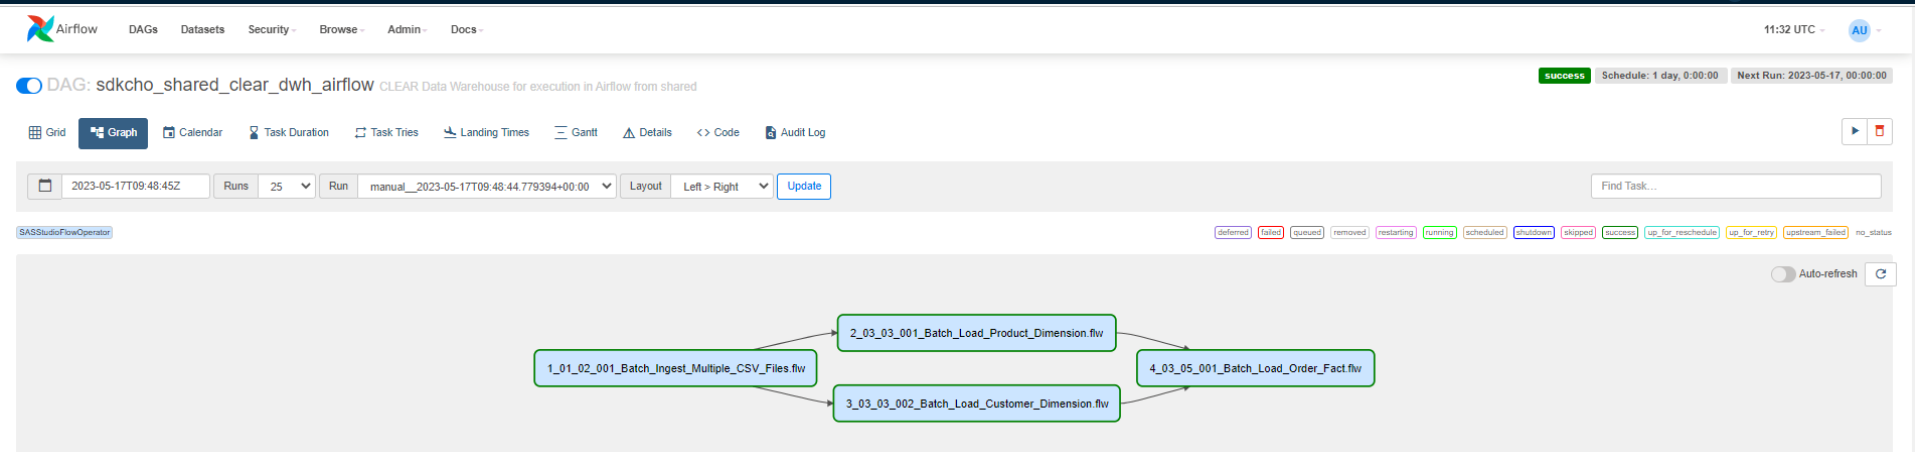 Airflow DAGs Datasets Security Browse Admin Docs 11:32 UTC AU
DAG: sdkcho_shared_clear_dwh_airflow CLEAR Data Warehouse for execution in Airflow from shared success Schedule: 1 day, 0:00:00 Next Run: 2023-05-17, 00:00:00
Grid Graph Calendar Task Duration Task Tries Landing Times Gantt Details <> Code Audit Log
2023-05-17T09:48:45Z Runs 25 Run manual__2023-05-17T09:48:44.779394+00:00 Layout Left > Right Update Find Task...
SASStudioFlowOperator deferred failed queued removed restarting running scheduled shutdown skipped success up_for_reschedule up_for_retry upstream_failed no_status
Auto-refresh
2_03_03_001_Batch_Load_Product_Dimension.flw
1_01_02_001_Batch_Ingest_Multiple_CSV_Files.flw 4_03_05_001_Batch_Load_Order_Fact.flw
3_03_03_002_Batch_Load_Customer_Dimension.flw